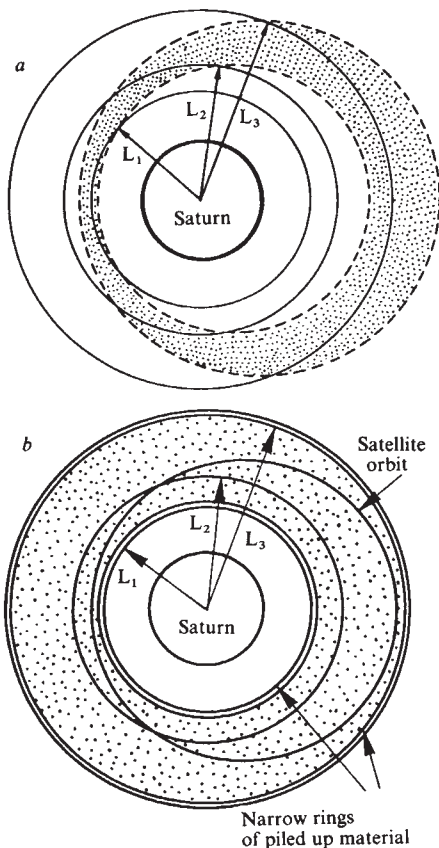 a
L₂
L₃
L₁
Saturn
b
Satellite
orbit
L₂
L₃
L₁
Saturn
Narrow rings
of piled up material